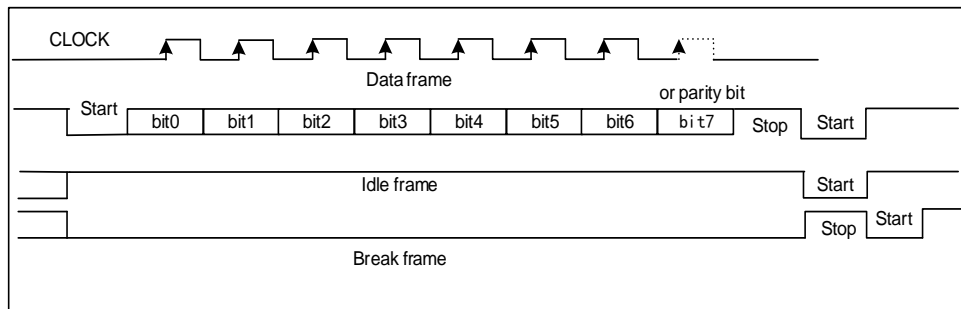 CLOCK
Data frame
or parity bit
Start bit0 bit1 bit2 bit3 bit4 bit5 bit6 bit7 Stop Start
Idle frame Start
Stop Start
Break frame